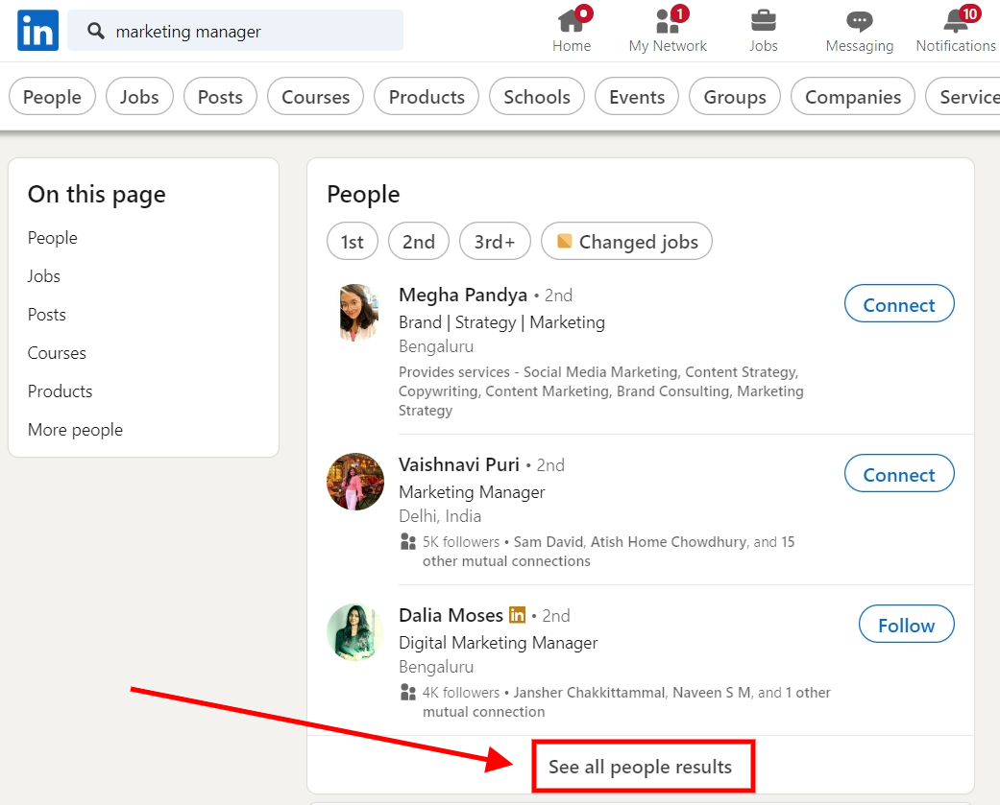 in
marketing manager
Home
1
My Network
Jobs
Messaging
10
Notifications
People
Jobs
Posts
Courses
Products
Schools
Events
Groups
Companies
Service
On this page
People
Jobs
Posts
Courses
Products
More people
People
1st
2nd
3rd+
Changed jobs
Megha Pandya • 2nd
Brand | Strategy | Marketing
Bengaluru
Provides services - Social Media Marketing, Content Strategy,
Copywriting, Content Marketing, Brand Consulting, Marketing
Strategy
Connect
Vaishnavi Puri • 2nd
Marketing Manager
Delhi, India
5K followers • Sam David, Atish Home Chowdhury, and 15
other mutual connections
Connect
Dalia Moses in • 2nd
Digital Marketing Manager
Bengaluru
4K followers • Jansher Chakkittammal, Naveen S M, and 1 other
mutual connection
Follow
See all people results